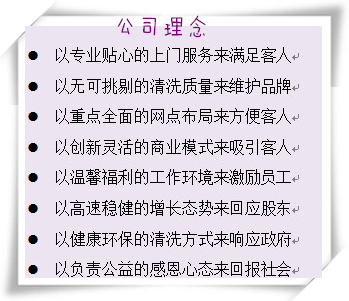 公司理念
● 以专业贴心的上门服务来满足客人
● 以无可挑剔的清洗质量来维护品牌
● 以重点全面的网点布局来方便客人
● 以创新灵活的商业模式来吸引客人
● 以温馨福利的工作环境来激励员工
● 以高速稳健的增长态势来回应股东
● 以健康环保的清洗方式来响应政府
● 以负责公益的感恩心态来回报社会